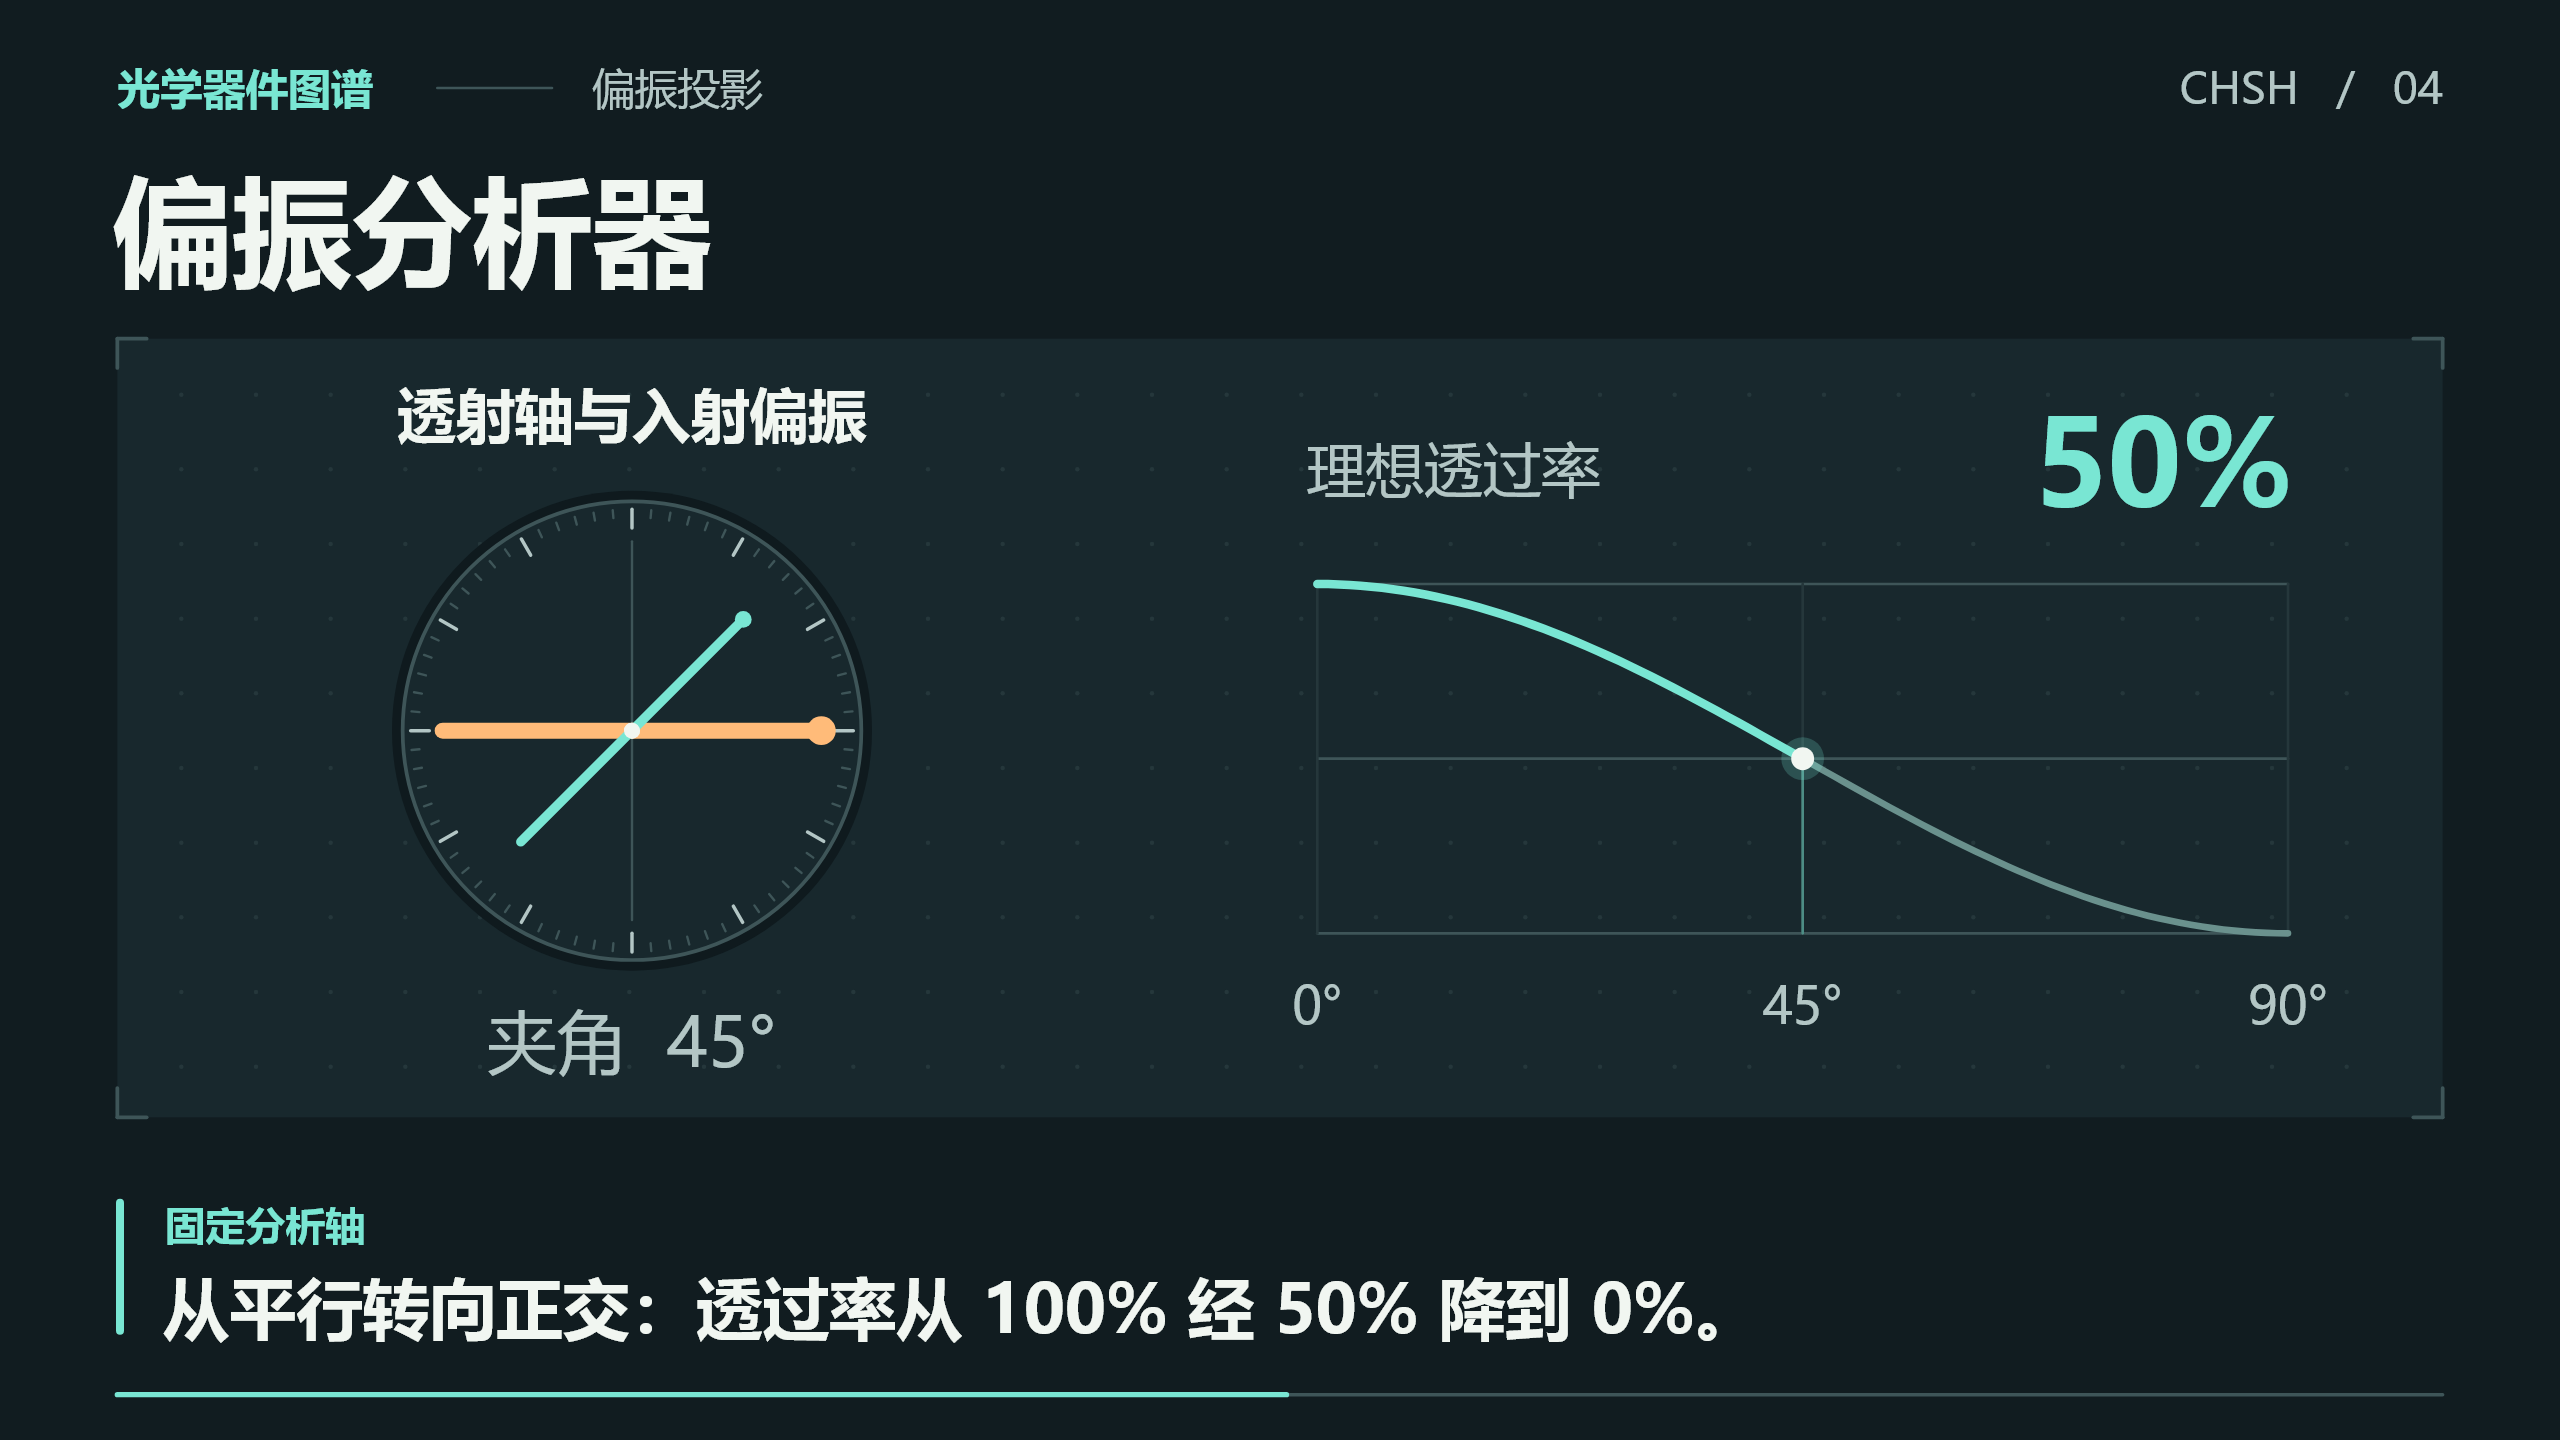 光学器件图谱 偏振投影 CHSH / 04
偏振分析器
透射轴与入射偏振
理想透过率 50%
0° 45° 90°
夹角 45°
固定分析轴
从平行转向正交：透过率从 100% 经 50% 降到 0%。